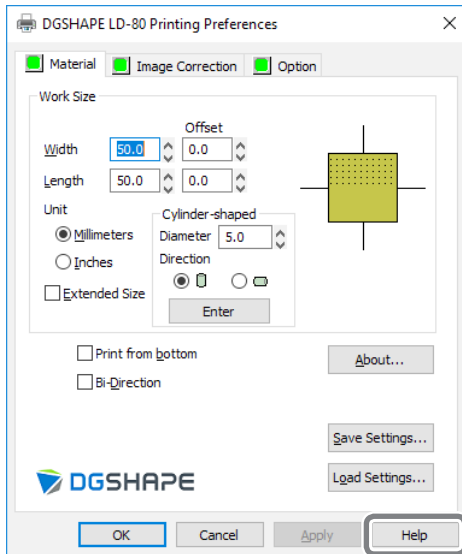 DGSHAPE LD-80 Printing Preferences
Material Image Correction Option
Work Size
Offset
Width 50.0 0.0
Length 50.0 0.0
Unit
Millimeters
Inches
Extended Size
Cylinder-shaped
Diameter 5.0
Direction
Enter
Print from bottom
Bi-Direction
About...
Save Settings...
Load Settings...
DGSHAPE
OK Cancel Apply Help